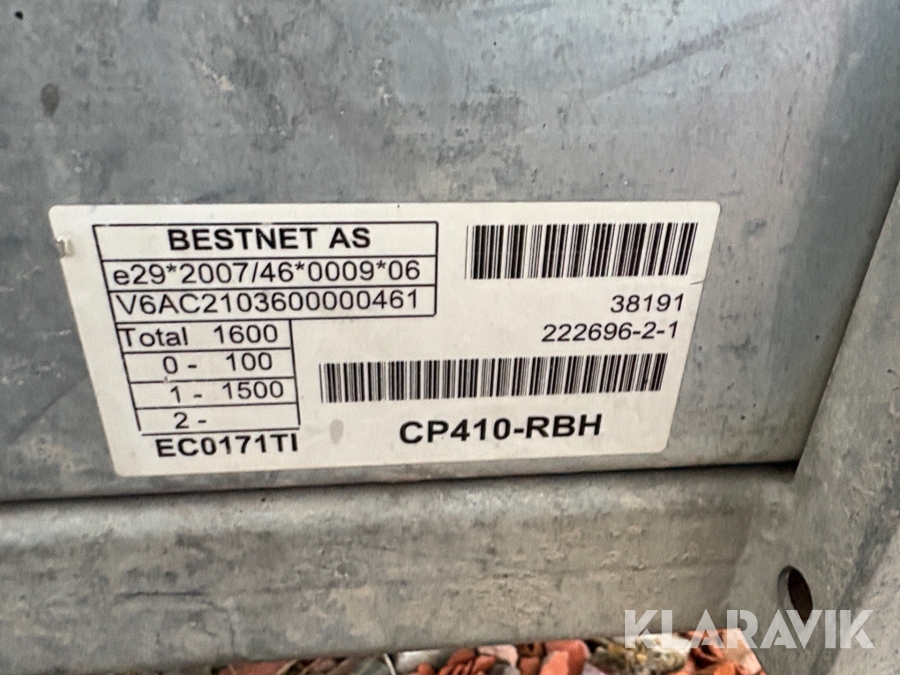 BESTNET AS
e29*2007/46*0009*06
V6AC2103600000461
Total 1600
0 - 100
1 - 1500
2 -
EC0171TI
38191
222696-2-1
CP410-RBH
KLARAVIK